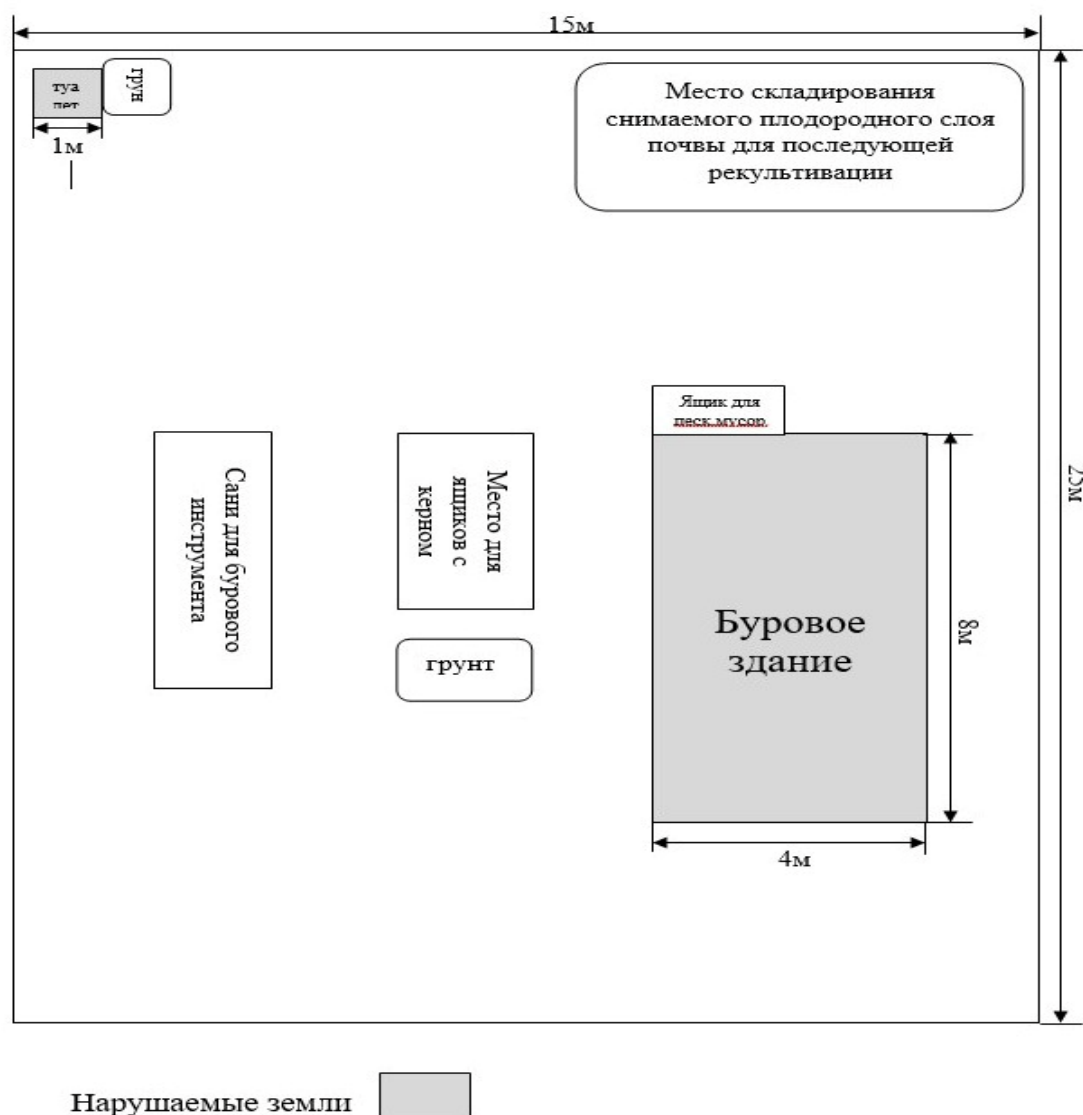 15м
туа
лет
грун
1м
Место складирования
снимаемого плодородного слоя
почвы для последующей
рекультивации
25м
Ящик для
песк.мусор.
Сани для бурового
инструмента
Место для
ящиков с
керном
грунт
Буровое
здание
8м
4м
Нарушаемые земли